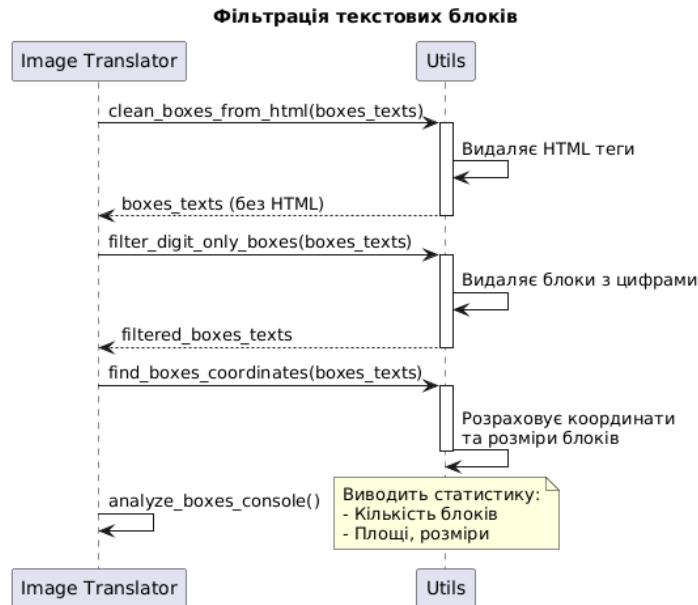 Фільтрація текстових блоків
Image Translator
Utils
clean_boxes_from_html(boxes_texts)
Видаляє HTML теги
boxes_texts (без HTML)
filter_digit_only_boxes(boxes_texts)
Видаляє блоки з цифрами
filtered_boxes_texts
find_boxes_coordinates(boxes_texts)
Розраховує координати
та розміри блоків
analyze_boxes_console()
Виводить статистику:
- Кількість блоків
- Площі, розміри
Image Translator
Utils